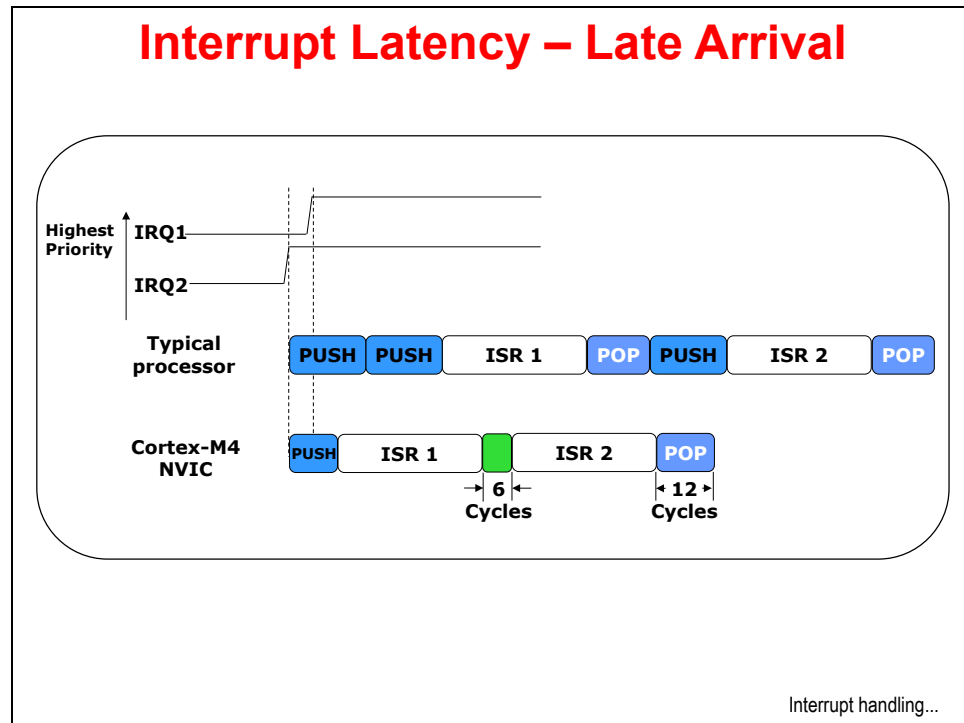 Interrupt Latency – Late Arrival
Highest
Priority
IRQ1
IRQ2
Typical
processor
PUSH PUSH ISR 1 POP PUSH ISR 2 POP
Cortex-M4
NVIC
PUSH ISR 1 ISR 2 POP
6
Cycles
12
Cycles
Interrupt handling...